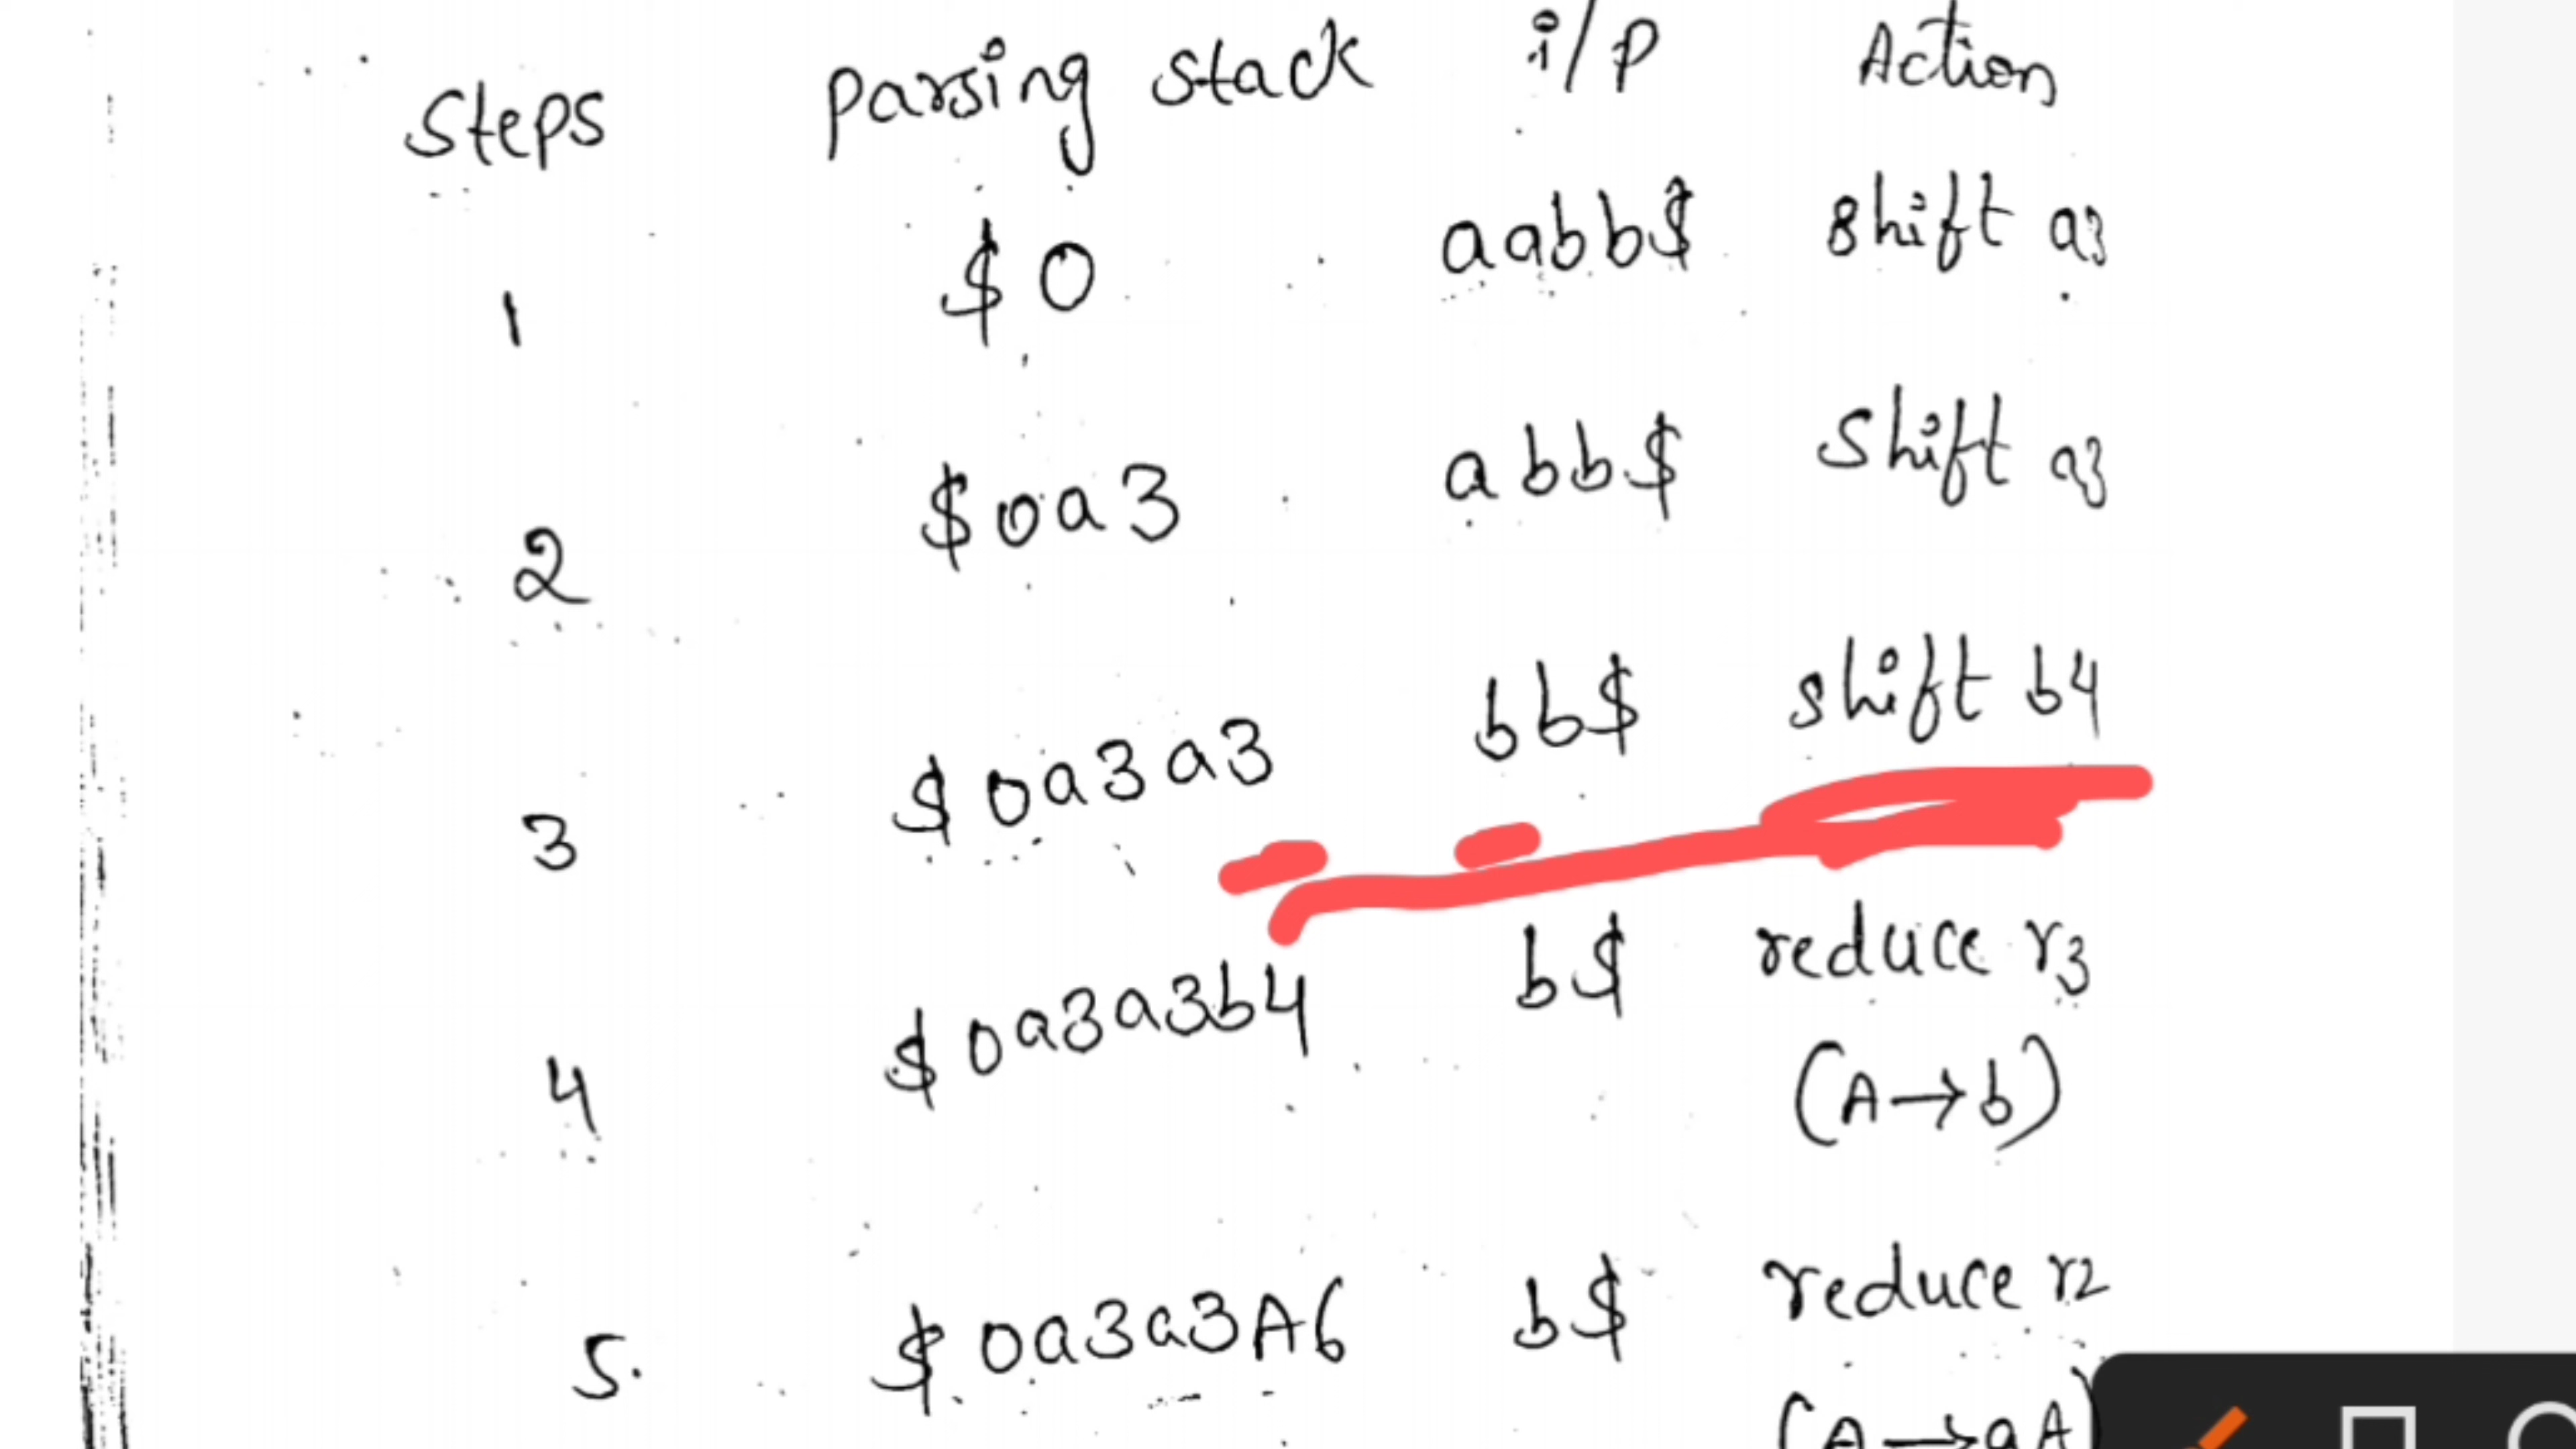 Steps parsing stack i/p Action
1 $0 aabb$ shift a3
2 $0a3 abb$ shift a3
3 $0a3a3 bb$ shift b4
4 $0a3a3b4 b$ reduce r3
(A→b)
5. $0a3a3A6 b$ reduce r2
(A→aA)